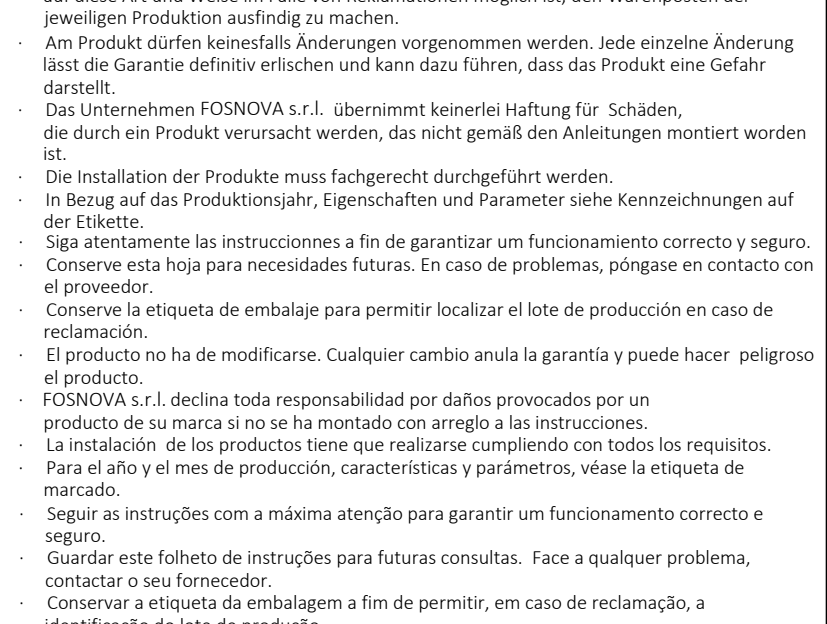 auf diese Art und Weise im Falle von Reklamationen möglich ist, den Warenposten der
jeweiligen Produktion ausfindig zu machen.
· Am Produkt dürfen keinesfalls Änderungen vorgenommen werden. Jede einzelne Änderung
lässt die Garantie definitiv erlischen und kann dazu führen, dass das Produkt eine Gefahr
darstellt.
· Das Unternehmen FOSNOVA s.r.l. übernimmt keinerlei Haftung für Schäden,
die durch ein Produkt verursacht werden, das nicht gemäß den Anleitungen montiert worden
ist.
· Die Installation der Produkte muss fachgerecht durchgeführt werden.
· In Bezug auf das Produktionsjahr, Eigenschaften und Parameter siehe Kennzeichnungen auf
der Etikette.
· Siga atentamente las instruccionnes a fin de garantizar um funcionamiento correcto y seguro.
· Conserve esta hoja para necesidades futuras. En caso de problemas, póngase en contacto con
el proveedor.
· Conserve la etiqueta de embalaje para permitir localizar el lote de producción en caso de
reclamación.
· El producto no ha de modificarse. Cualquier cambio anula la garantía y puede hacer peligroso
el producto.
· FOSNOVA s.r.l. declina toda responsabilidad por daños provocados por un
producto de su marca si no se ha montado con arreglo a las instrucciones.
· La instalación de los productos tiene que realizarse cumpliendo con todos los requisitos.
· Para el año y el mes de producción, características y parámetros, véase la etiqueta de
marcado.
· Seguir as instruções com a máxima atenção para garantir um funcionamento correcto e
seguro.
· Guardar este folheto de instruções para futuras consultas. Face a qualquer problema,
contactar o seu fornecedor.
· Conservar a etiqueta da embalagem a fim de permitir, em caso de reclamação, a
identificação do lote de produção